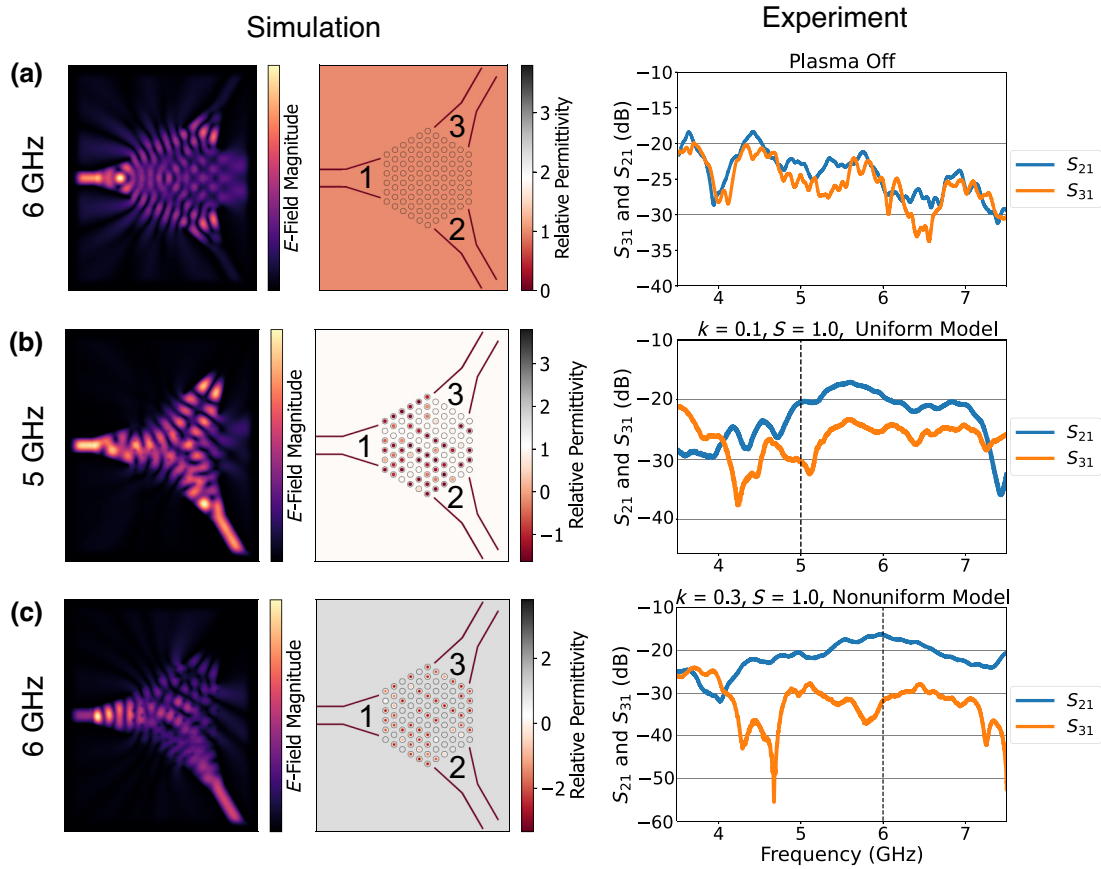 Simulation
Experiment
(a)
6 GHz
E-Field Magnitude
1
2
3
3
2
1
0
Relative Permittivity
Plasma Off
−10
−15
−20
−25
−30
−35
−40
S31 and S21 (dB)
4
5
6
7
S21
S31
(b)
5 GHz
E-Field Magnitude
1
2
3
3
2
1
0
−1
Relative Permittivity
k = 0.1, S = 1.0, Uniform Model
−10
−20
−30
−40
S21 and S31 (dB)
4
5
6
7
S21
S31
(c)
6 GHz
E-Field Magnitude
1
2
3
2
0
−2
Relative Permittivity
k = 0.3, S = 1.0, Nonuniform Model
−10
−20
−30
−40
−50
−60
S21 and S31 (dB)
4
5
6
7
Frequency (GHz)
S21
S31